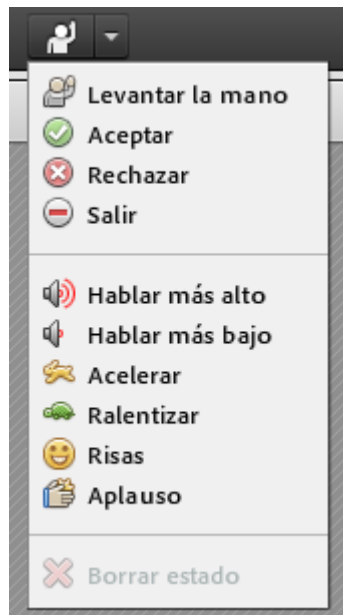 Levantar la mano
Aceptar
Rechazar
Salir
Hablar más alto
Hablar más bajo
Acelerar
Ralentizar
Risas
Aplauso
Borrar estado